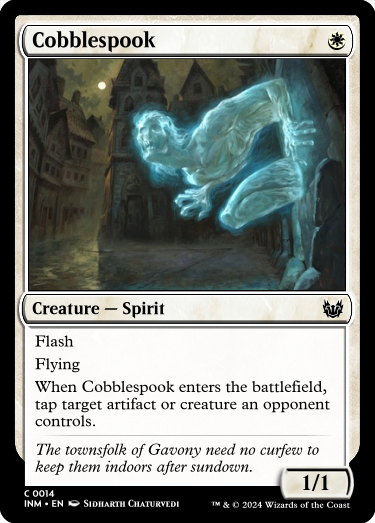 Cobblespook
Creature — Spirit
Flash
Flying
When Cobblespook enters the battlefield,
tap target artifact or creature an opponent
controls.
The townsfolk of Gavony need no curfew to
keep them indoors after sundown.
1/1
C 0014
INM • EN SIDHARTH CHATURVEDI
™ & © 2024 Wizards of the Coast